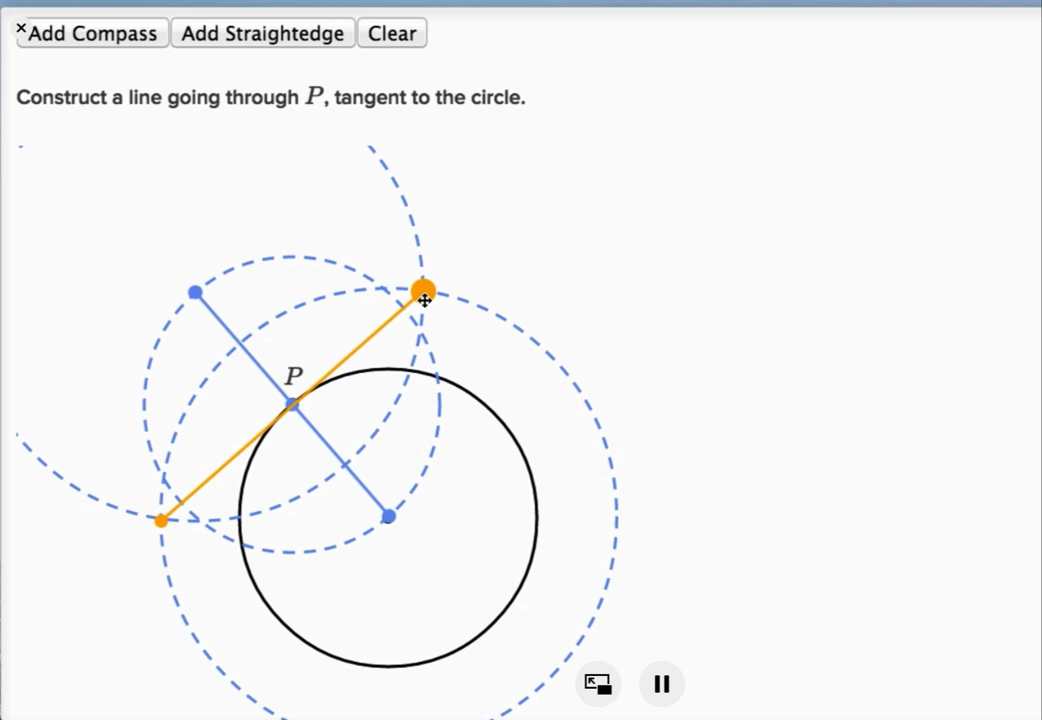 Add Compass Add Straightedge Clear
Construct a line going through P, tangent to the circle.
P